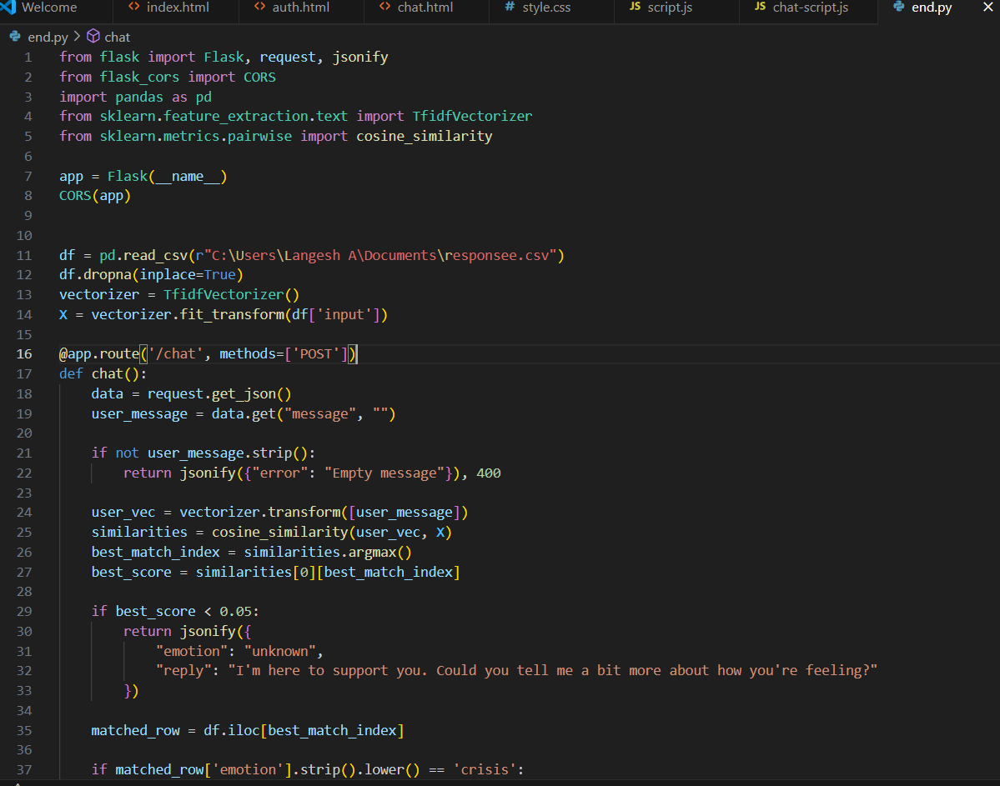 Welcome index.html auth.html chat.html style.css JS script.js JS chat-script.js end.py
end.py > chat
1 from flask import Flask, request, jsonify
2 from flask_cors import CORS
3 import pandas as pd
4 from sklearn.feature_extraction.text import TfidfVectorizer
5 from sklearn.metrics.pairwise import cosine_similarity
6
7 app = Flask(__name__)
8 CORS(app)
9
10
11 df = pd.read_csv(r"C:\Users\Langesh A\Documents\responsee.csv")
12 df.dropna(inplace=True)
13 vectorizer = TfidfVectorizer()
14 X = vectorizer.fit_transform(df['input'])
15
16 @app.route('/chat', methods=['POST'])
17 def chat():
18     data = request.get_json()
19     user_message = data.get("message", "")
20
21     if not user_message.strip():
22         return jsonify({"error": "Empty message"}), 400
23
24     user_vec = vectorizer.transform([user_message])
25     similarities = cosine_similarity(user_vec, X)
26     best_match_index = similarities.argmax()
27     best_score = similarities[0][best_match_index]
28
29     if best_score < 0.05:
30         return jsonify({
31             "emotion": "unknown",
32             "reply": "I'm here to support you. Could you tell me a bit more about how you're feeling?"
33         })
34
35     matched_row = df.iloc[best_match_index]
36
37     if matched_row['emotion'].strip().lower() == 'crisis':